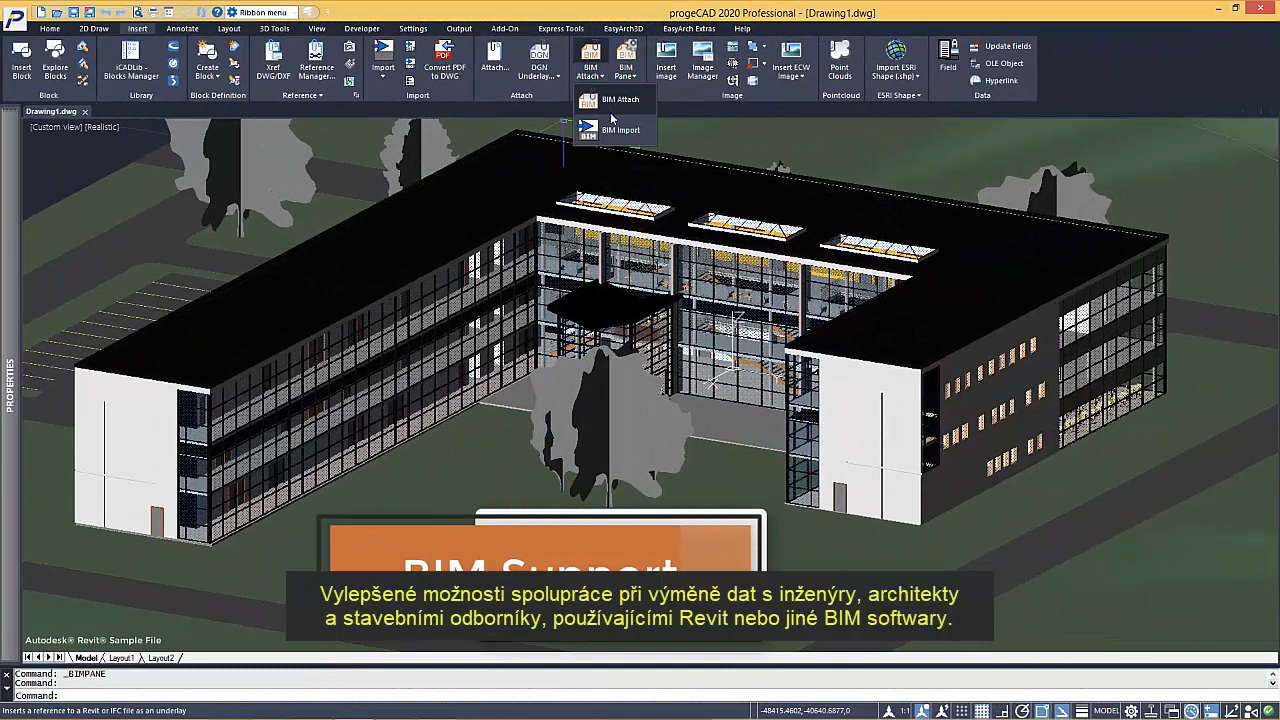 Ribbon menu
progeCAD 2020 Professional - [Drawing1.dwg]
Home 2D Draw Insert Annotate Layout 3D Tools View Developer Settings Output Add-On Express Tools EasyArch3D EasyArch Extras Help
Insert Block
Explore Blocks
Block
iCADLib - Blocks Manager
Library
Create Block
Block Definition
Xref DWG/DXF
Reference Manager...
Reference
Import
Convert PDF to DWG
Import
Attach...
DGN Underlay...
Attach
BIM Attach
BIM Pane
BIM Attach
BIM Import
Insert image
Image Manager
Insert ECW Image
Image
Point Clouds
Pointcloud
Import ESRI Shape (.shp)
ESRI Shape
Field
Update fields
OLE Object
Hyperlink
Data
Drawing1.dwg
[Custom view] [Realistic]
PROPERTIES
BIM Support
Vylepšené možnosti spolupráce při výměně dat s inženýry, architekty
a stavebními odborníky, používajícími Revit nebo jiné BIM softwary.
Autodesk® Revit® Sample File
Model Layout1 Layout2
Command: _BIMPANE
Command:
Command:
Inserts a reference to a Revit or IFC file as an underlay
-48415.4602,-40640.6877,0
1:1
MODEL